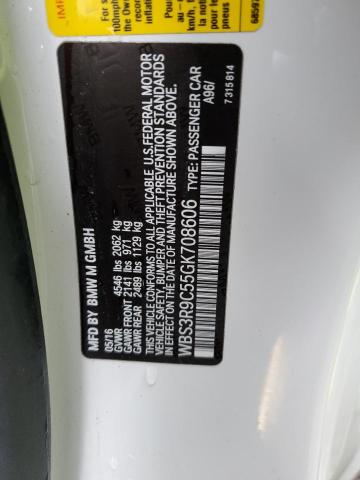 MFD BY BMW M GMBH
05/16
GVWR 4546 lbs 2062 kg
GAWR FRONT 2141 lbs 971 kg
GAWR REAR 2489 lbs 1129 kg
THIS VEHICLE CONFORMS TO ALL APPLICABLE U.S.FEDERAL MOTOR
VEHICLE SAFETY, BUMPER AND THEFT PREVENTION STANDARDS
IN EFFECT ON THE DATE OF MANUFACTURE SHOWN ABOVE.
WBS3R9C55GK708606 TYPE: PASSENGER CAR
A96/
7 315 814